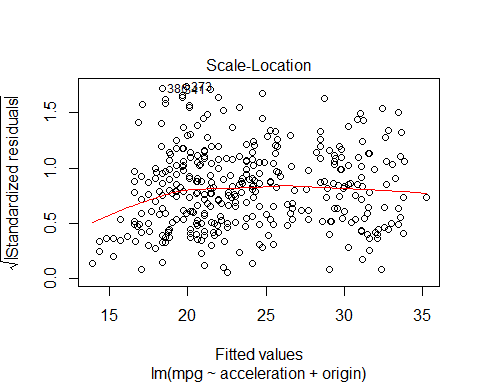 Scale-Location
√|Standardized residuals|
0.0 0.5 1.0 1.5
15 20 25 30 35
Fitted values
lm(mpg ~ acceleration + origin)